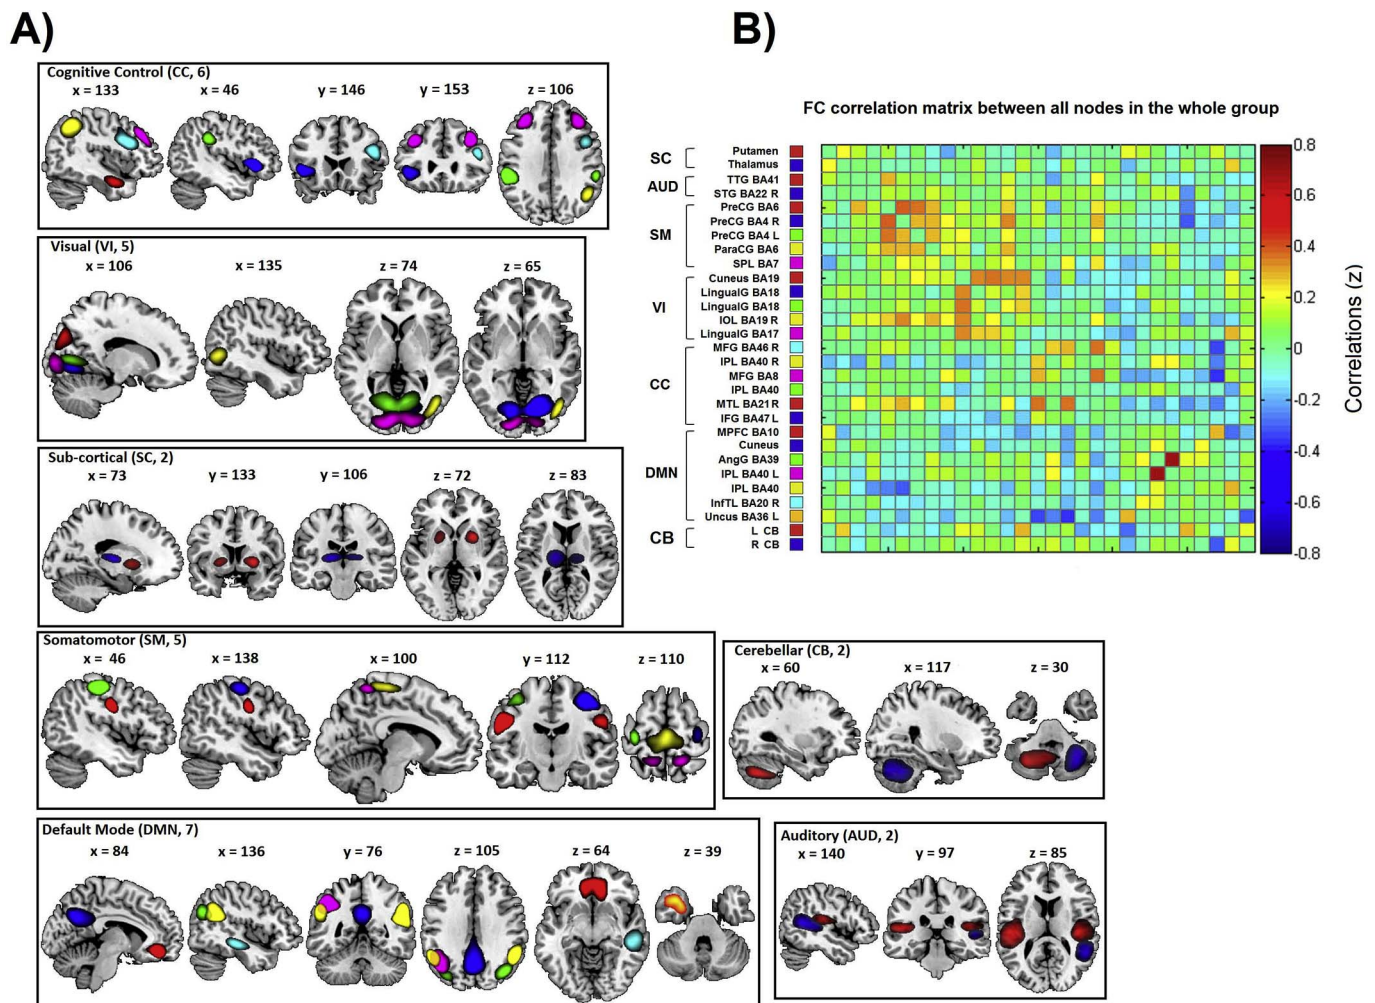 A)
Cognitive Control (CC, 6)
x = 133 x = 46 y = 146 y = 153 z = 106
Visual (VI, 5)
x = 106 x = 135 z = 74 z = 65
Sub-cortical (SC, 2)
x = 73 y = 133 y = 106 z = 72 z = 83
Somatomotor (SM, 5)
x = 46 x = 138 x = 100 y = 112 z = 110
Default Mode (DMN, 7)
x = 84 x = 136 y = 76 z = 105 z = 64 z = 39
B)
FC correlation matrix between all nodes in the whole group
SC
Putamen
Thalamus
AUD
TTG BA41
STG BA22 R
SM
PreCG BA6
PreCG BA4 R
PreCG BA4 L
ParaCG BA6
SPL BA7
VI
Cuneus BA19
LingualG BA18
LingualG BA18
IOL BA19 R
LingualG BA17
CC
MFG BA46 R
IPL BA40 R
MFG BA8
IPL BA40
MTL BA21 R
IFG BA47 L
DMN
MPFC BA10
Cuneus
AngG BA39
IPL BA40 L
IPL BA40
InfTL BA20 R
Uncus BA36 L
CB
L CB
R CB
0.8
0.6
0.4
0.2
0
-0.2
-0.4
-0.6
-0.8
Correlations (z)
Cerebellar (CB, 2)
x = 60 x = 117 z = 30
Auditory (AUD, 2)
x = 140 y = 97 z = 85